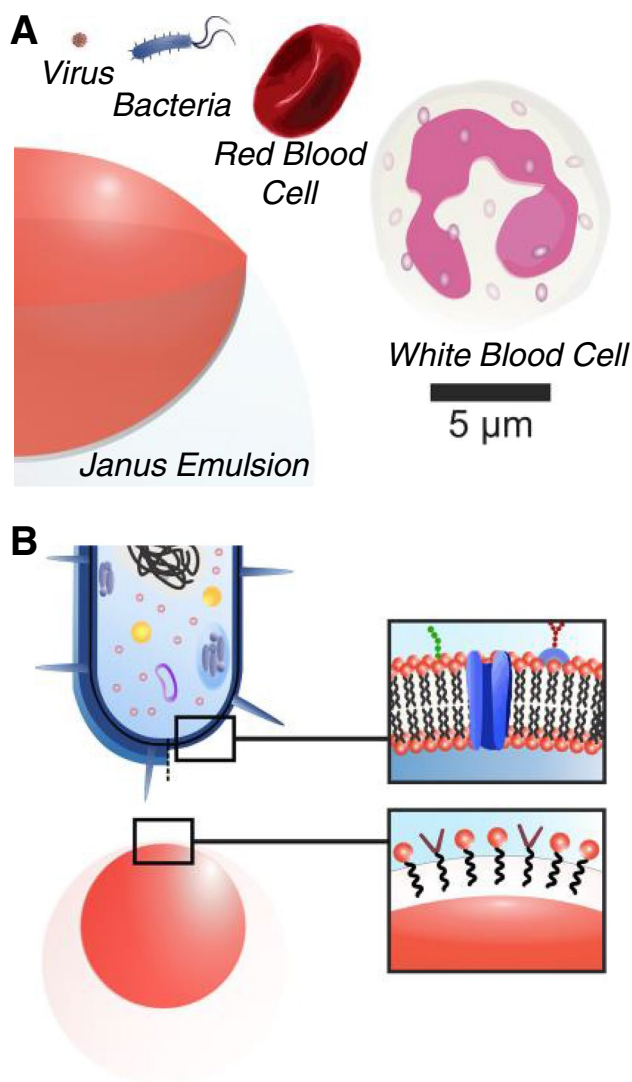 A
Virus
Bacteria
Red Blood
Cell
White Blood Cell
5 μm
Janus Emulsion
B